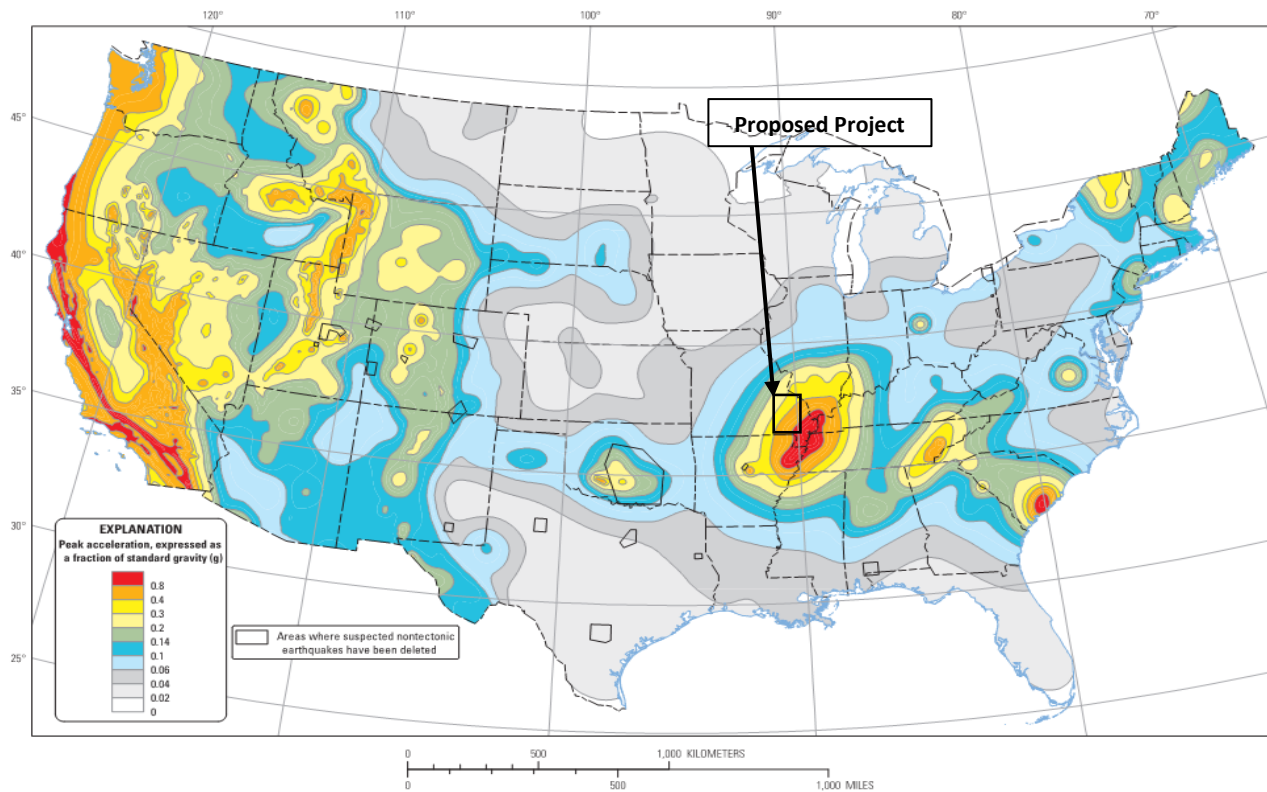 120°
110°
100°
90°
80°
70°
45°
40°
35°
30°
25°
Proposed Project
EXPLANATION
Peak acceleration, expressed as
a fraction of standard gravity (g)
0.8
0.4
0.3
0.2
0.14
0.1
0.06
0.04
0.02
0
Areas where suspected nontectonic
earthquakes have been deleted
0 500 1,000 KILOMETERS
0 500 1,000 MILES